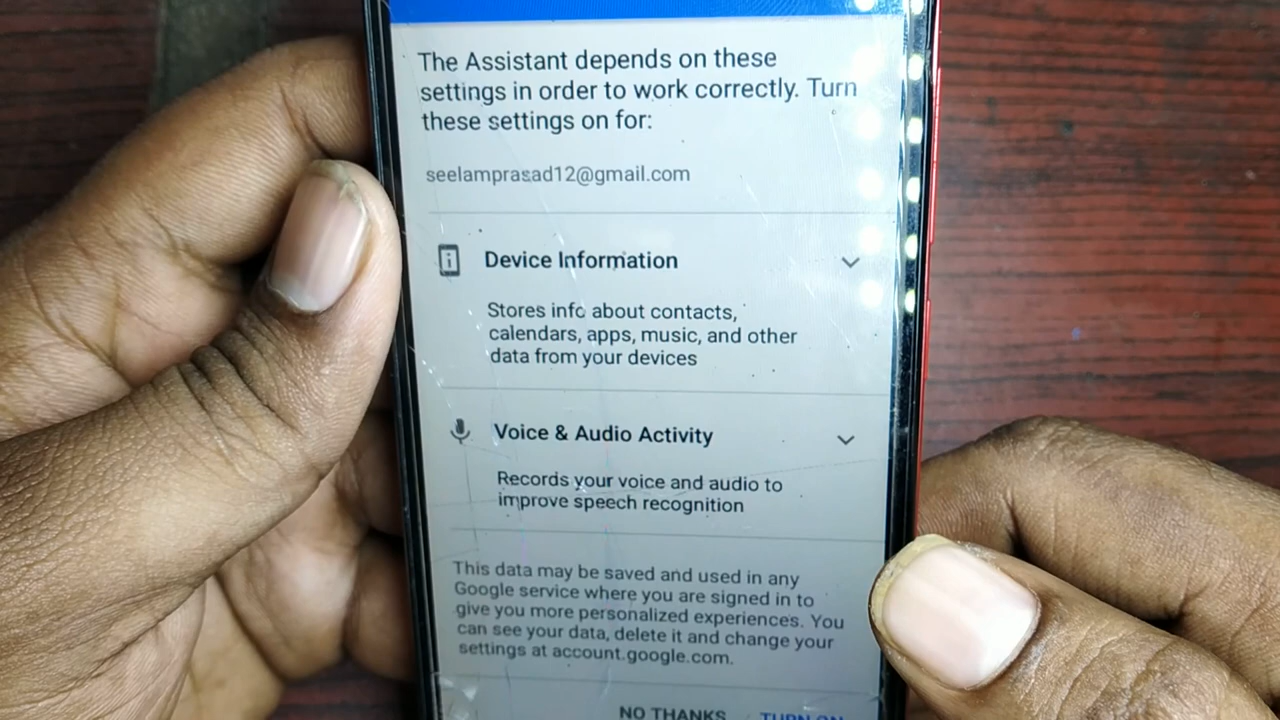 The Assistant depends on these
settings in order to work correctly. Turn
these settings on for:
seelamprasad12@gmail.com
Device Information
Stores info about contacts,
calendars, apps, music, and other
data from your devices
Voice & Audio Activity
Records your voice and audio to
improve speech recognition
This data may be saved and used in any
Google service where you are signed in to
give you more personalized experiences. You
can see your data, delete it and change your
settings at account.google.com.
NO THANKS TURN ON